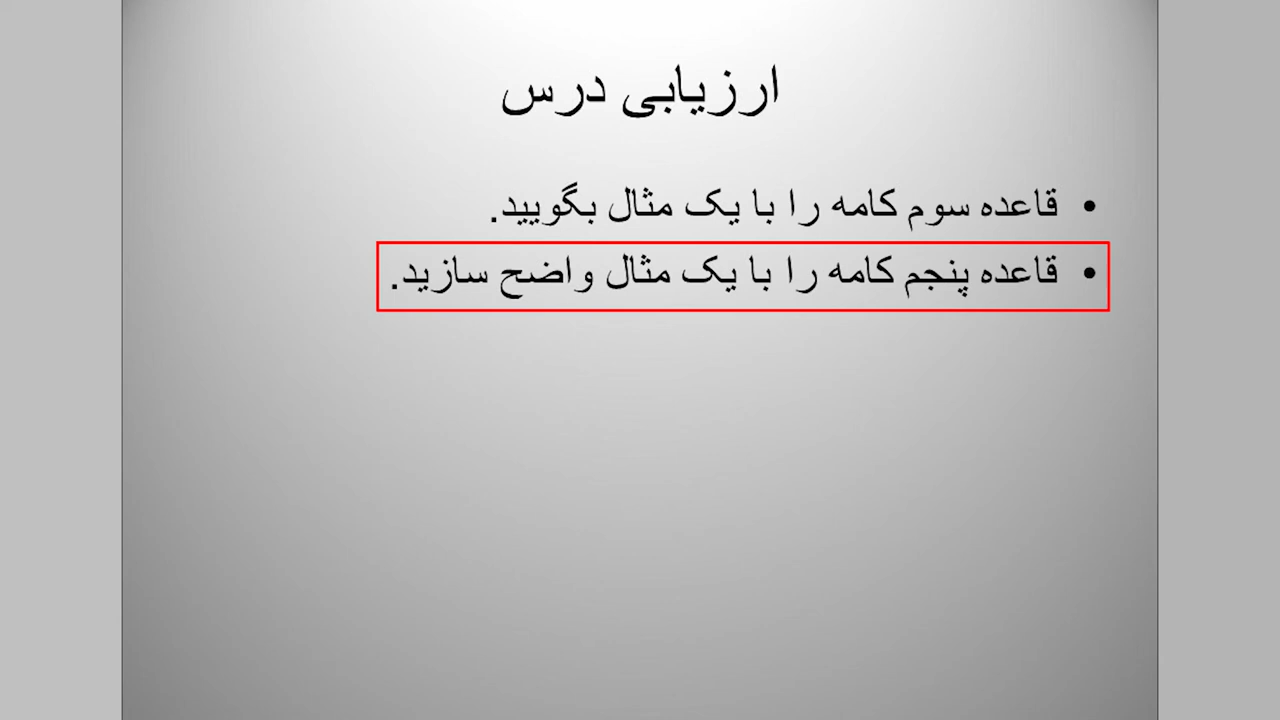 ارزیابی درس
• قاعده سوم کامه را با یک مثال بگویید.
• قاعده پنجم کامه را با یک مثال واضح سازید.